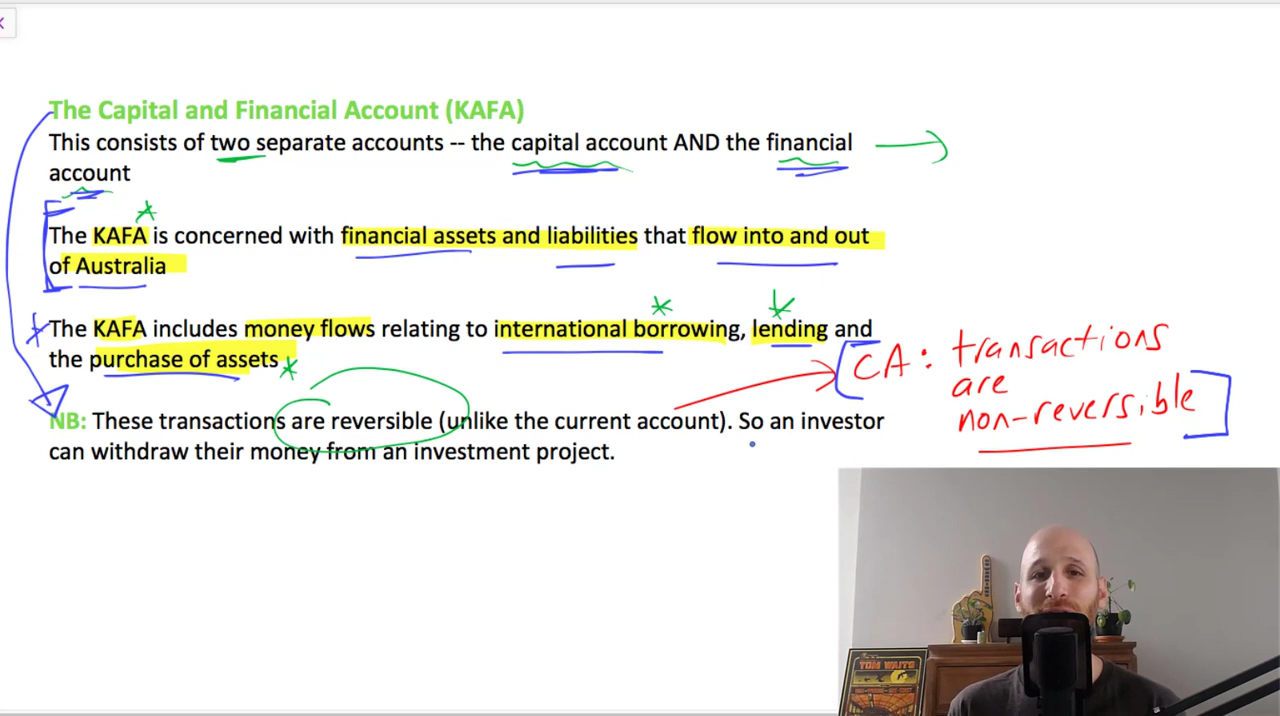 The Capital and Financial Account (KAFA)
This consists of two separate accounts -- the capital account AND the financial
account
The KAFA is concerned with financial assets and liabilities that flow into and out
of Australia
The KAFA includes money flows relating to international borrowing, lending and
the purchase of assets
CA: transactions
are
non-reversible
NB: These transactions are reversible (unlike the current account). So an investor
can withdraw their money from an investment project.
TOM WAITS